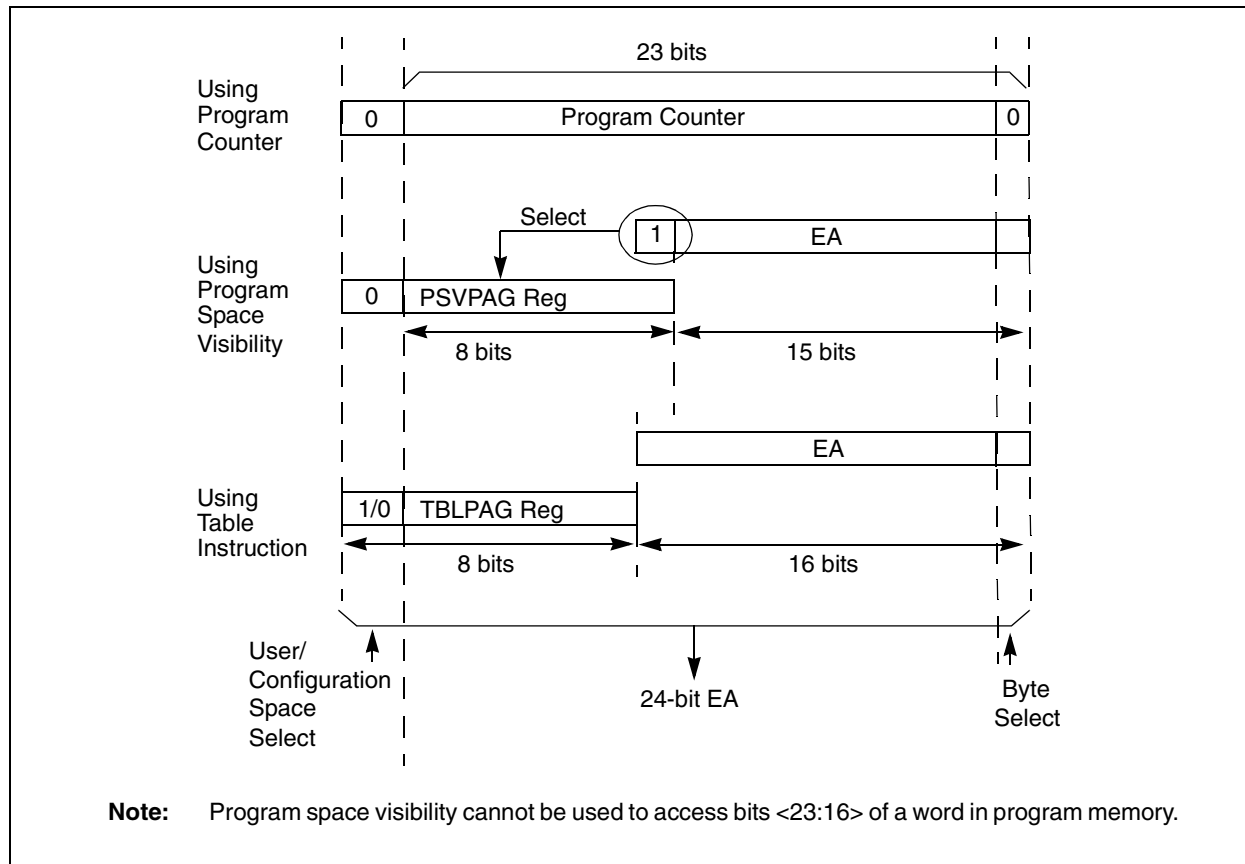 23 bits
Using
Program
Counter
0
Program Counter
0
Select
1
EA
Using
Program
Space
Visibility
0
PSVPAG Reg
8 bits
15 bits
EA
Using
Table
Instruction
1/0
TBLPAG Reg
8 bits
16 bits
User/
Configuration
Space
Select
24-bit EA
Byte
Select
Note: Program space visibility cannot be used to access bits <23:16> of a word in program memory.